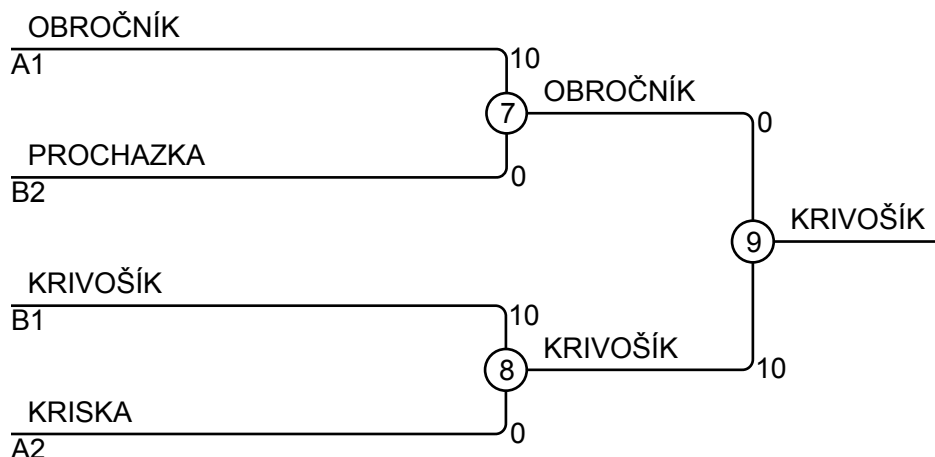 OBROČNÍK
A1
10
7
OBROČNÍK
0
PROCHAZKA
B2
0
9
KRIVOŠÍK
KRIVOŠÍK
B1
10
8
KRIVOŠÍK
10
KRISKA
A2
0